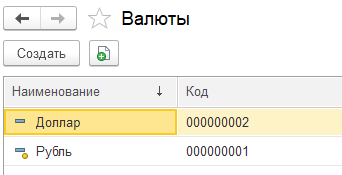 Валюты
Создать
Наименование ↓ Код
Доллар 000000002
Рубль 000000001